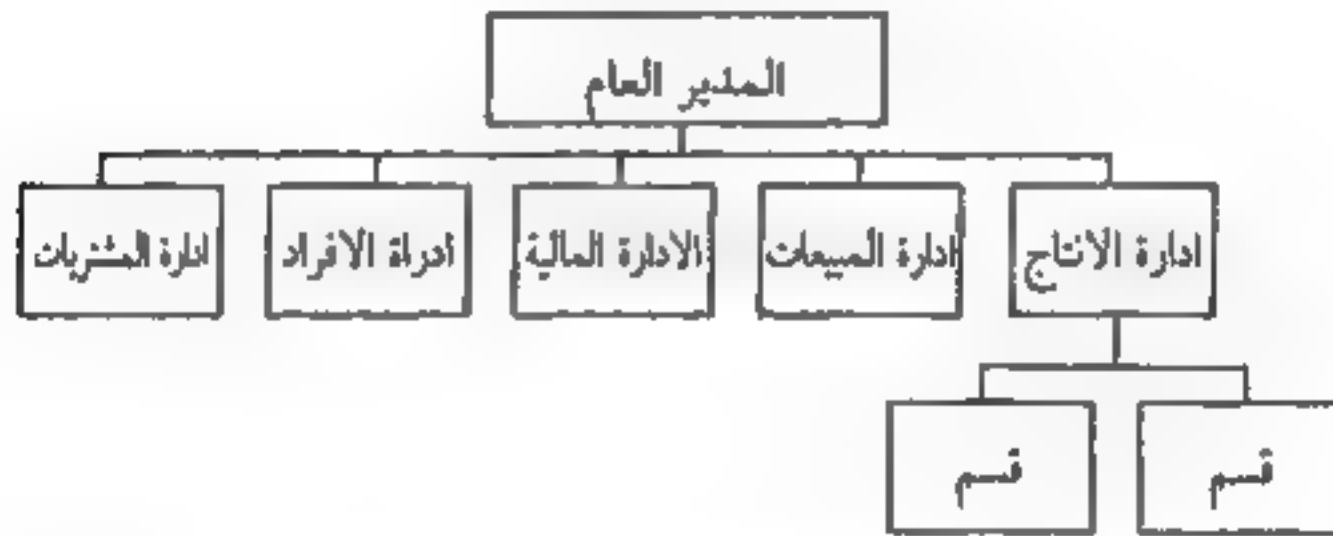 المدير العام
ادارة الانتاج
ادارة المبيعات
الادارة المالية
ادراة الافراد
ادارة المشتريات
قسم
قسم